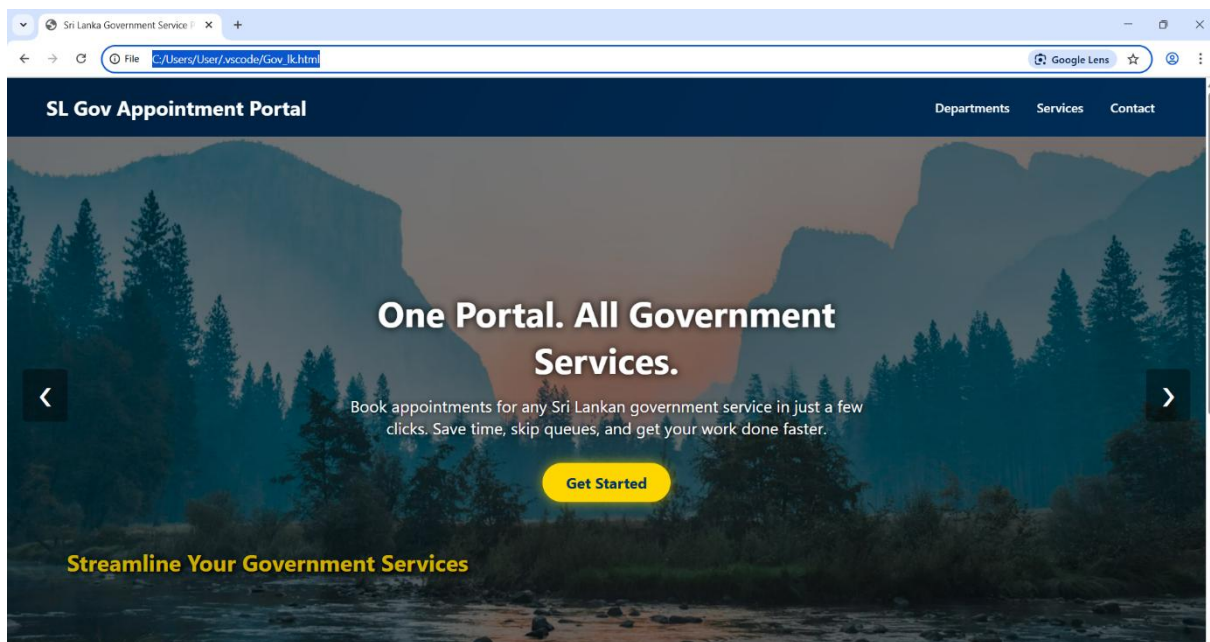 Sri Lanka Government Service P
File C:/Users/User/.vscode/Gov_lk.html
Google Lens
SL Gov Appointment Portal
Departments Services Contact
One Portal. All Government
Services.
Book appointments for any Sri Lankan government service in just a few
clicks. Save time, skip queues, and get your work done faster.
Get Started
Streamline Your Government Services